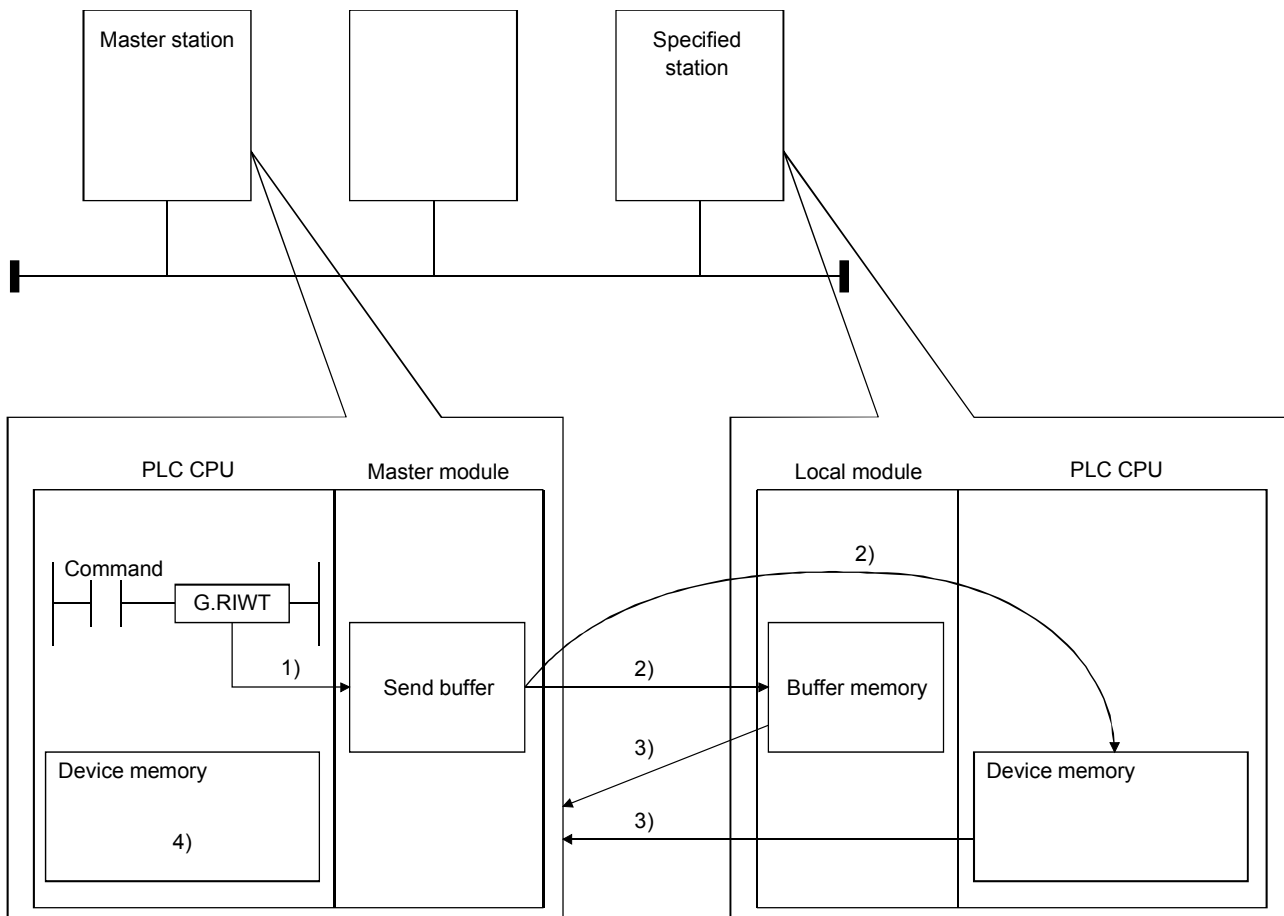 Master station
Specified
station
PLC CPU
Master module
Local module
PLC CPU
Command
G.RIWT
1)
Send buffer
2)
2)
Buffer memory
3)
Device memory
4)
3)
Device memory